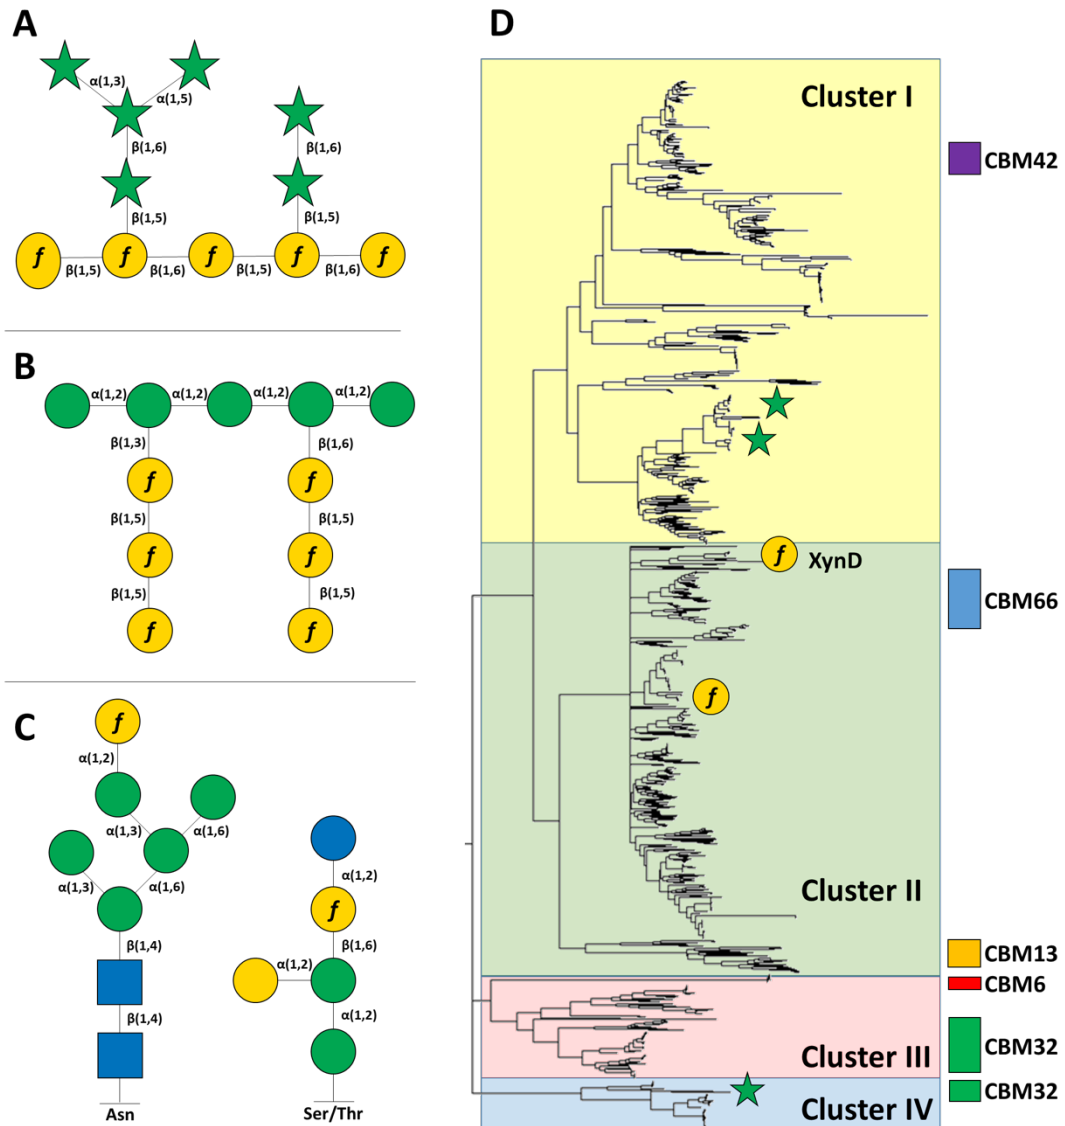 A
α(1,3)
α(1,5)
β(1,6)
β(1,6)
β(1,5)
β(1,5)
f
f
f
f
f
β(1,5)
β(1,6)
β(1,5)
β(1,6)
B
α(1,2)
α(1,2)
α(1,2)
α(1,2)
β(1,3)
β(1,6)
f
f
β(1,5)
β(1,5)
f
f
β(1,5)
β(1,5)
f
f
C
f
α(1,2)
α(1,3)
α(1,6)
α(1,3)
α(1,6)
β(1,4)
β(1,4)
Asn
α(1,2)
f
β(1,6)
α(1,2)
α(1,2)
Ser/Thr
D
Cluster I
CBM42
f
XynD
CBM66
f
Cluster II
CBM13
CBM6
CBM32
Cluster III
CBM32
Cluster IV